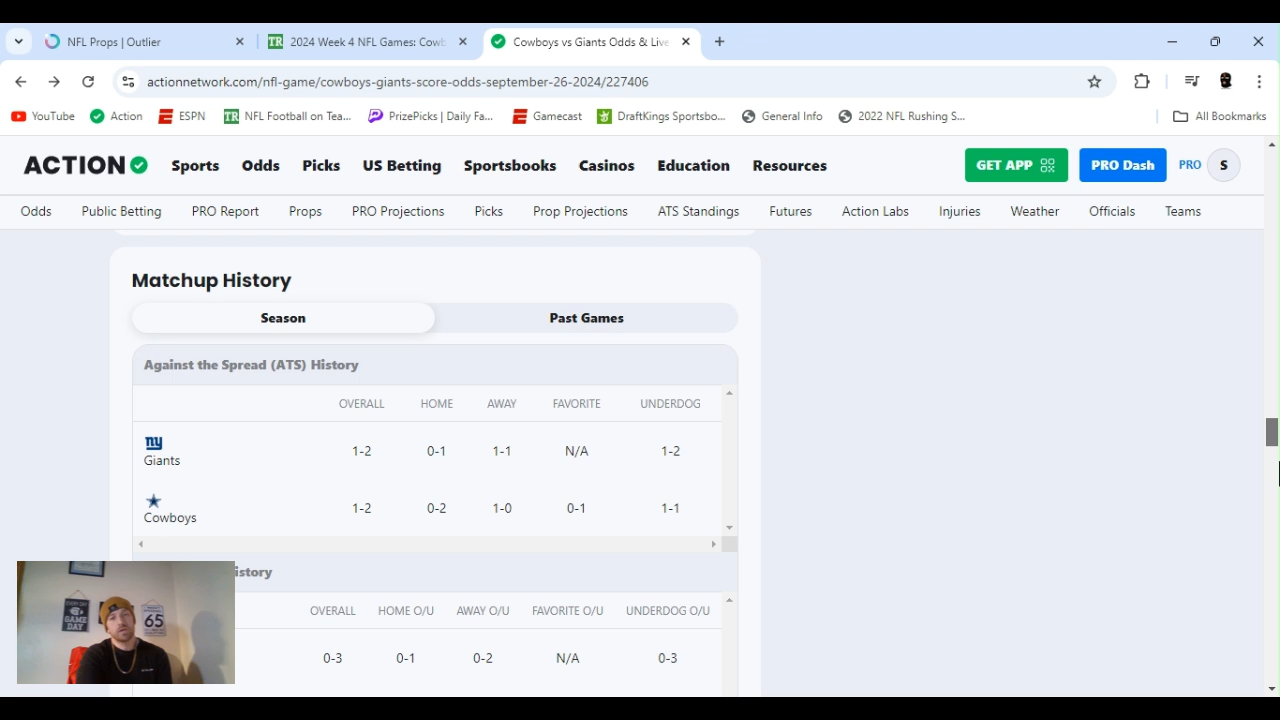 NFL Props | Outlier
2024 Week 4 NFL Games: Cowb
Cowboys vs Giants Odds & Live
actionnetwork.com/nfl-game/cowboys-giants-score-odds-september-26-2024/227406
YouTube Action ESPN TR NFL Football on Tea... PrizePicks | Daily Fa... Gamecast DraftKings Sportsbo... General Info 2022 NFL Rushing S... All Bookmarks
ACTION Sports Odds Picks US Betting Sportsbooks Casinos Education Resources GET APP PRO Dash PRO S
Odds Public Betting PRO Report Props PRO Projections Picks Prop Projections ATS Standings Futures Action Labs Injuries Weather Officials Teams
Matchup History
Season Past Games
Against the Spread (ATS) History
OVERALL HOME AWAY FAVORITE UNDERDOG
ny
Giants 1-2 0-1 1-1 N/A 1-2
Cowboys 1-2 0-2 1-0 0-1 1-1
istory
OVERALL HOME O/U AWAY O/U FAVORITE O/U UNDERDOG O/U
0-3 0-1 0-2 N/A 0-3
GAME
DAY
65